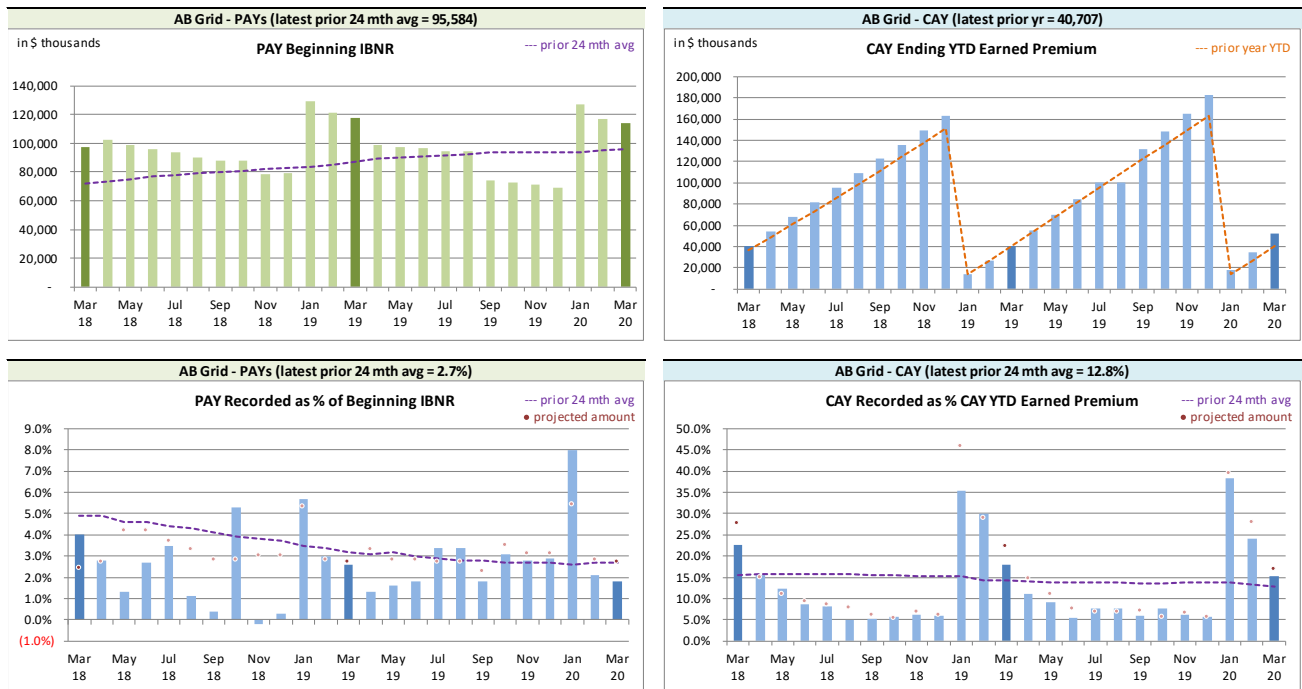 AB Grid - PAYs (latest prior 24 mth avg = 95,584)
in $ thousands
PAY Beginning IBNR
--- prior 24 mth avg
140,000
120,000
100,000
80,000
60,000
40,000
20,000
-
Mar May Jul Sep Nov Jan Mar May Jul Sep Nov Jan Mar
18 18 18 18 18 19 19 19 19 19 19 20 20
AB Grid - CAY (latest prior yr = 40,707)
in $ thousands
CAY Ending YTD Earned Premium
--- prior year YTD
200,000
180,000
160,000
140,000
120,000
100,000
80,000
60,000
40,000
20,000
-
Mar May Jul Sep Nov Jan Mar May Jul Sep Nov Jan Mar
18 18 18 18 18 19 19 19 19 19 19 20 20
AB Grid - PAYs (latest prior 24 mth avg = 2.7%)
PAY Recorded as % of Beginning IBNR
--- prior 24 mth avg
• projected amount
9.0%
8.0%
7.0%
6.0%
5.0%
4.0%
3.0%
2.0%
1.0%
0.0%
(1.0%)
Mar May Jul Sep Nov Jan Mar May Jul Sep Nov Jan Mar
18 18 18 18 18 19 19 19 19 19 19 20 20
AB Grid - CAY (latest prior 24 mth avg = 12.8%)
CAY Recorded as % CAY YTD Earned Premium
--- prior 24 mth avg
• projected amount
50.0%
45.0%
40.0%
35.0%
30.0%
25.0%
20.0%
15.0%
10.0%
5.0%
0.0%
Mar May Jul Sep Nov Jan Mar May Jul Sep Nov Jan Mar
18 18 18 18 18 19 19 19 19 19 19 20 20